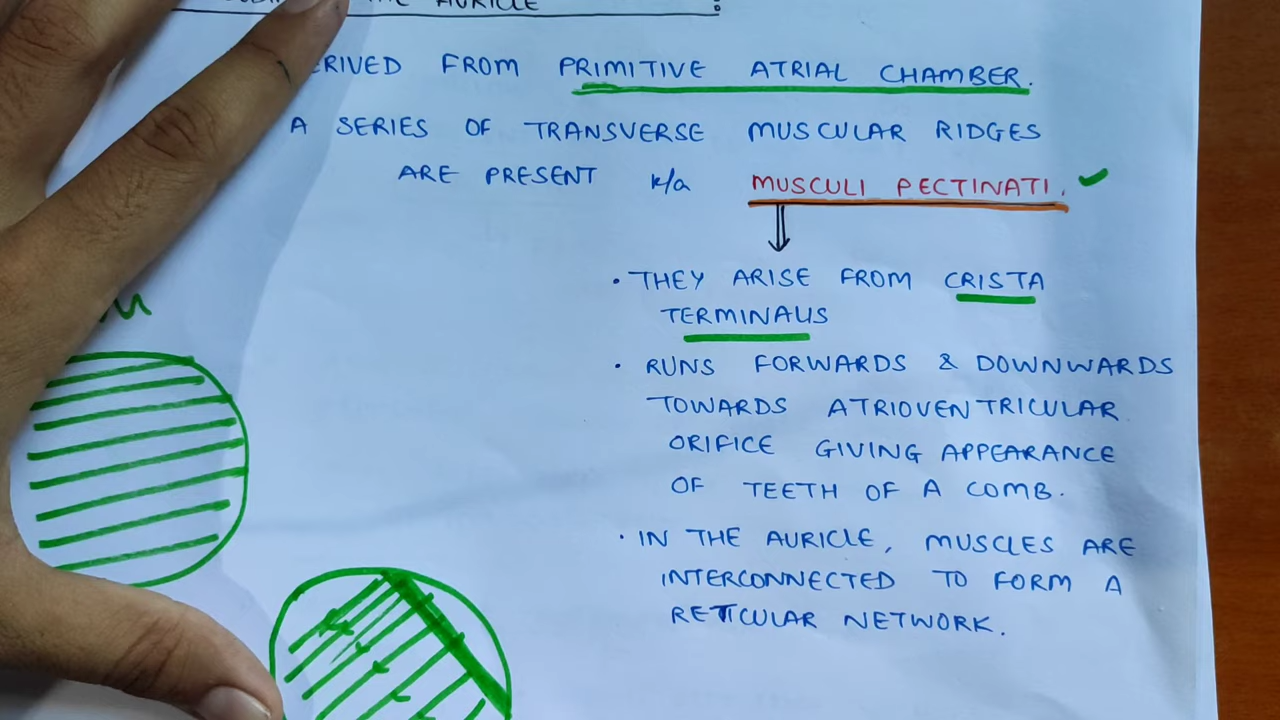 THE AURICLE :
ERIVED FROM PRIMITIVE ATRIAL CHAMBER.
A SERIES OF TRANSVERSE MUSCULAR RIDGES
ARE PRESENT k/a MUSCULI PECTINATI.
• THEY ARISE FROM CRISTA
TERMINALIS
• RUNS FORWARDS & DOWNWARDS
TOWARDS ATRIOVENTRICULAR
ORIFICE GIVING APPEARANCE
OF TEETH OF A COMB.
• IN THE AURICLE, MUSCLES ARE
INTERCONNECTED TO FORM A
RETICULAR NETWORK.